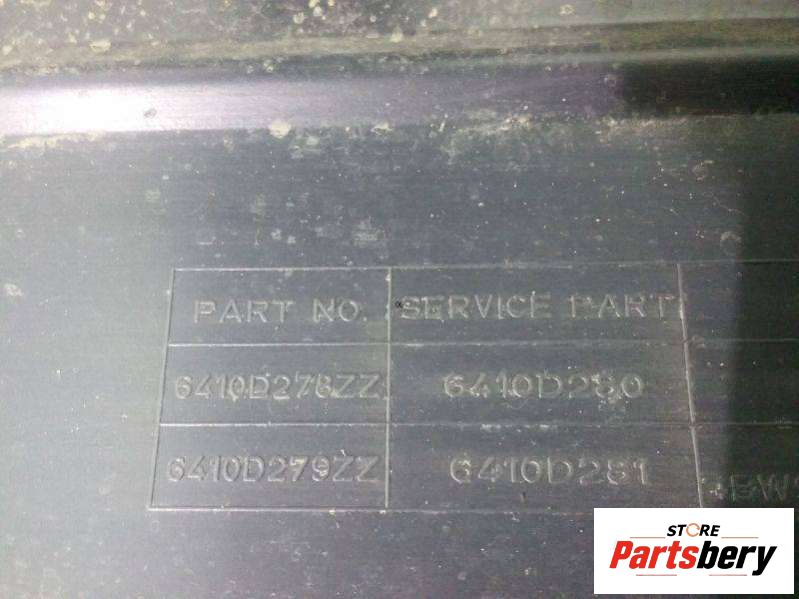 PART NO. SERVICE PART
6410D278ZZ 6410D280
6410D279ZZ 6410D281
STORE
Partsbery